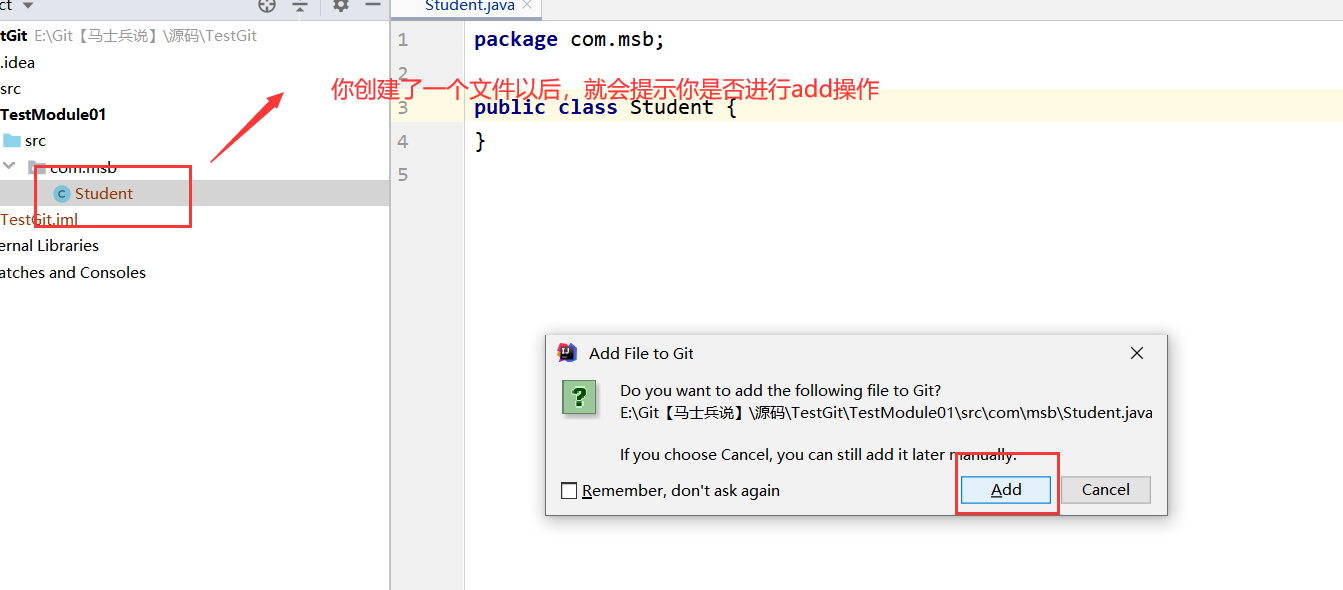 ct
Student.java
tGit E:\Git【马士兵说】\源码\TestGit
.idea
src
TestModule01
src
com.msb
Student
TestGit.iml
ernal Libraries
atches and Consoles
1 package com.msb;
2
你创建了一个文件以后，就会提示你是否进行add操作
3 public class Student {
4 }
5
Add File to Git
Do you want to add the following file to Git?
E:\Git【马士兵说】\源码\TestGit\TestModule01\src\com\msb\Student.java
If you choose Cancel, you can still add it later manually.
Remember, don't ask again
Add
Cancel